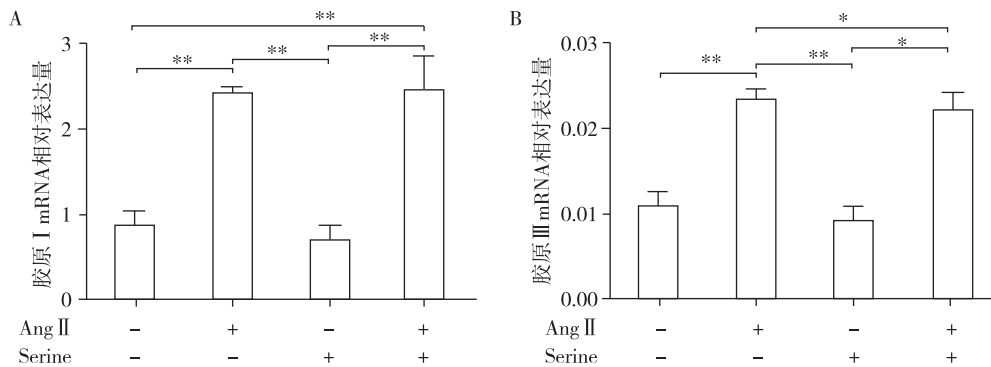 A
B
**
*
**
**
**
**
**
*
胶原Ⅰ mRNA相对表达量
3
2
1
0
胶原Ⅲ mRNA相对表达量
0.03
0.02
0.01
0.00
Ang Ⅱ − + − +
Serine − − + +
Ang Ⅱ − + − +
Serine − − + +